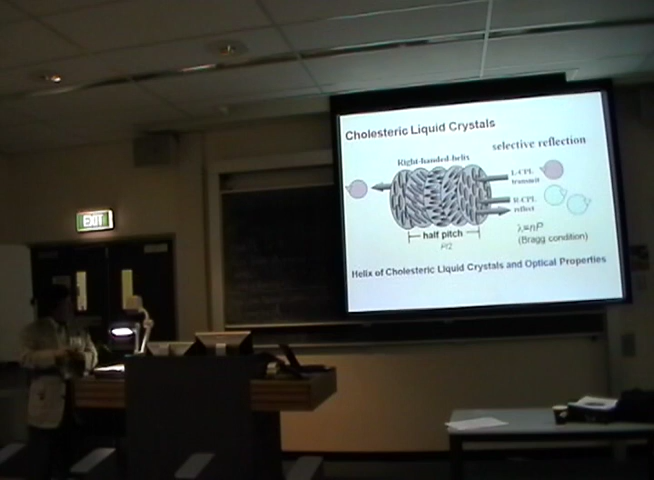 Cholesteric Liquid Crystals
selective reflection
Right-handed helix
L-CPL
transmit
R-CPL
reflect
half pitch
P/2
λ=nP
(Bragg condition)
Helix of Cholesteric Liquid Crystals and Optical Properties
EXIT